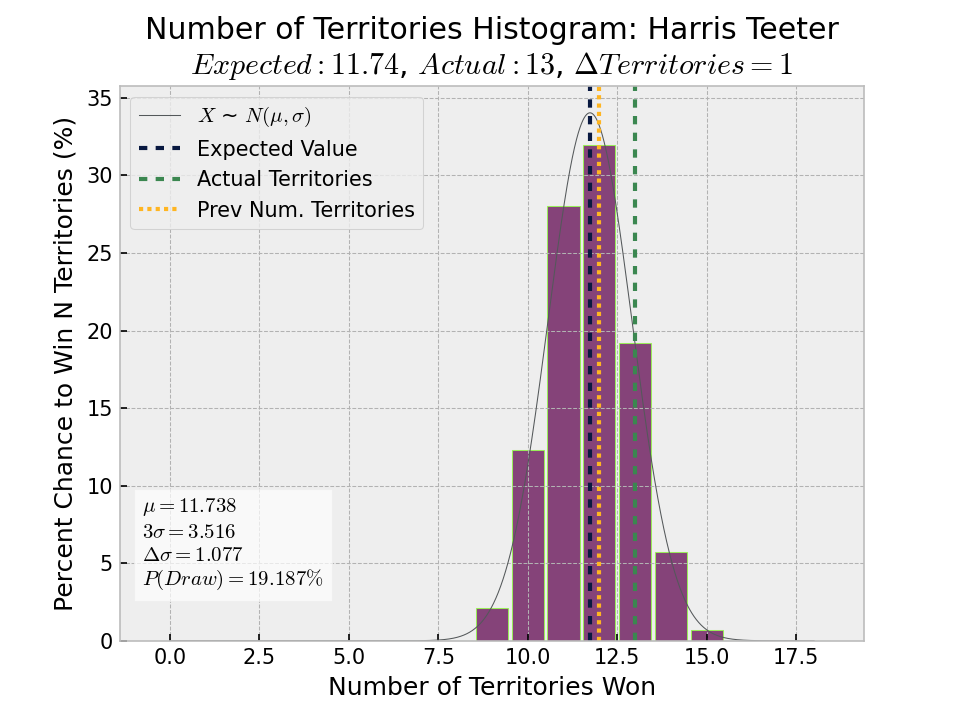 Number of Territories Histogram: Harris Teeter
Expected : 11.74, Actual : 13, ΔTerritories = 1
Percent Chance to Win N Territories (%)
35
30
25
20
15
10
5
0
X ~ N(μ, σ)
Expected Value
Actual Territories
Prev Num. Territories
μ = 11.738
3σ = 3.516
Δσ = 1.077
P(Draw) = 19.187%
0.0 2.5 5.0 7.5 10.0 12.5 15.0 17.5
Number of Territories Won